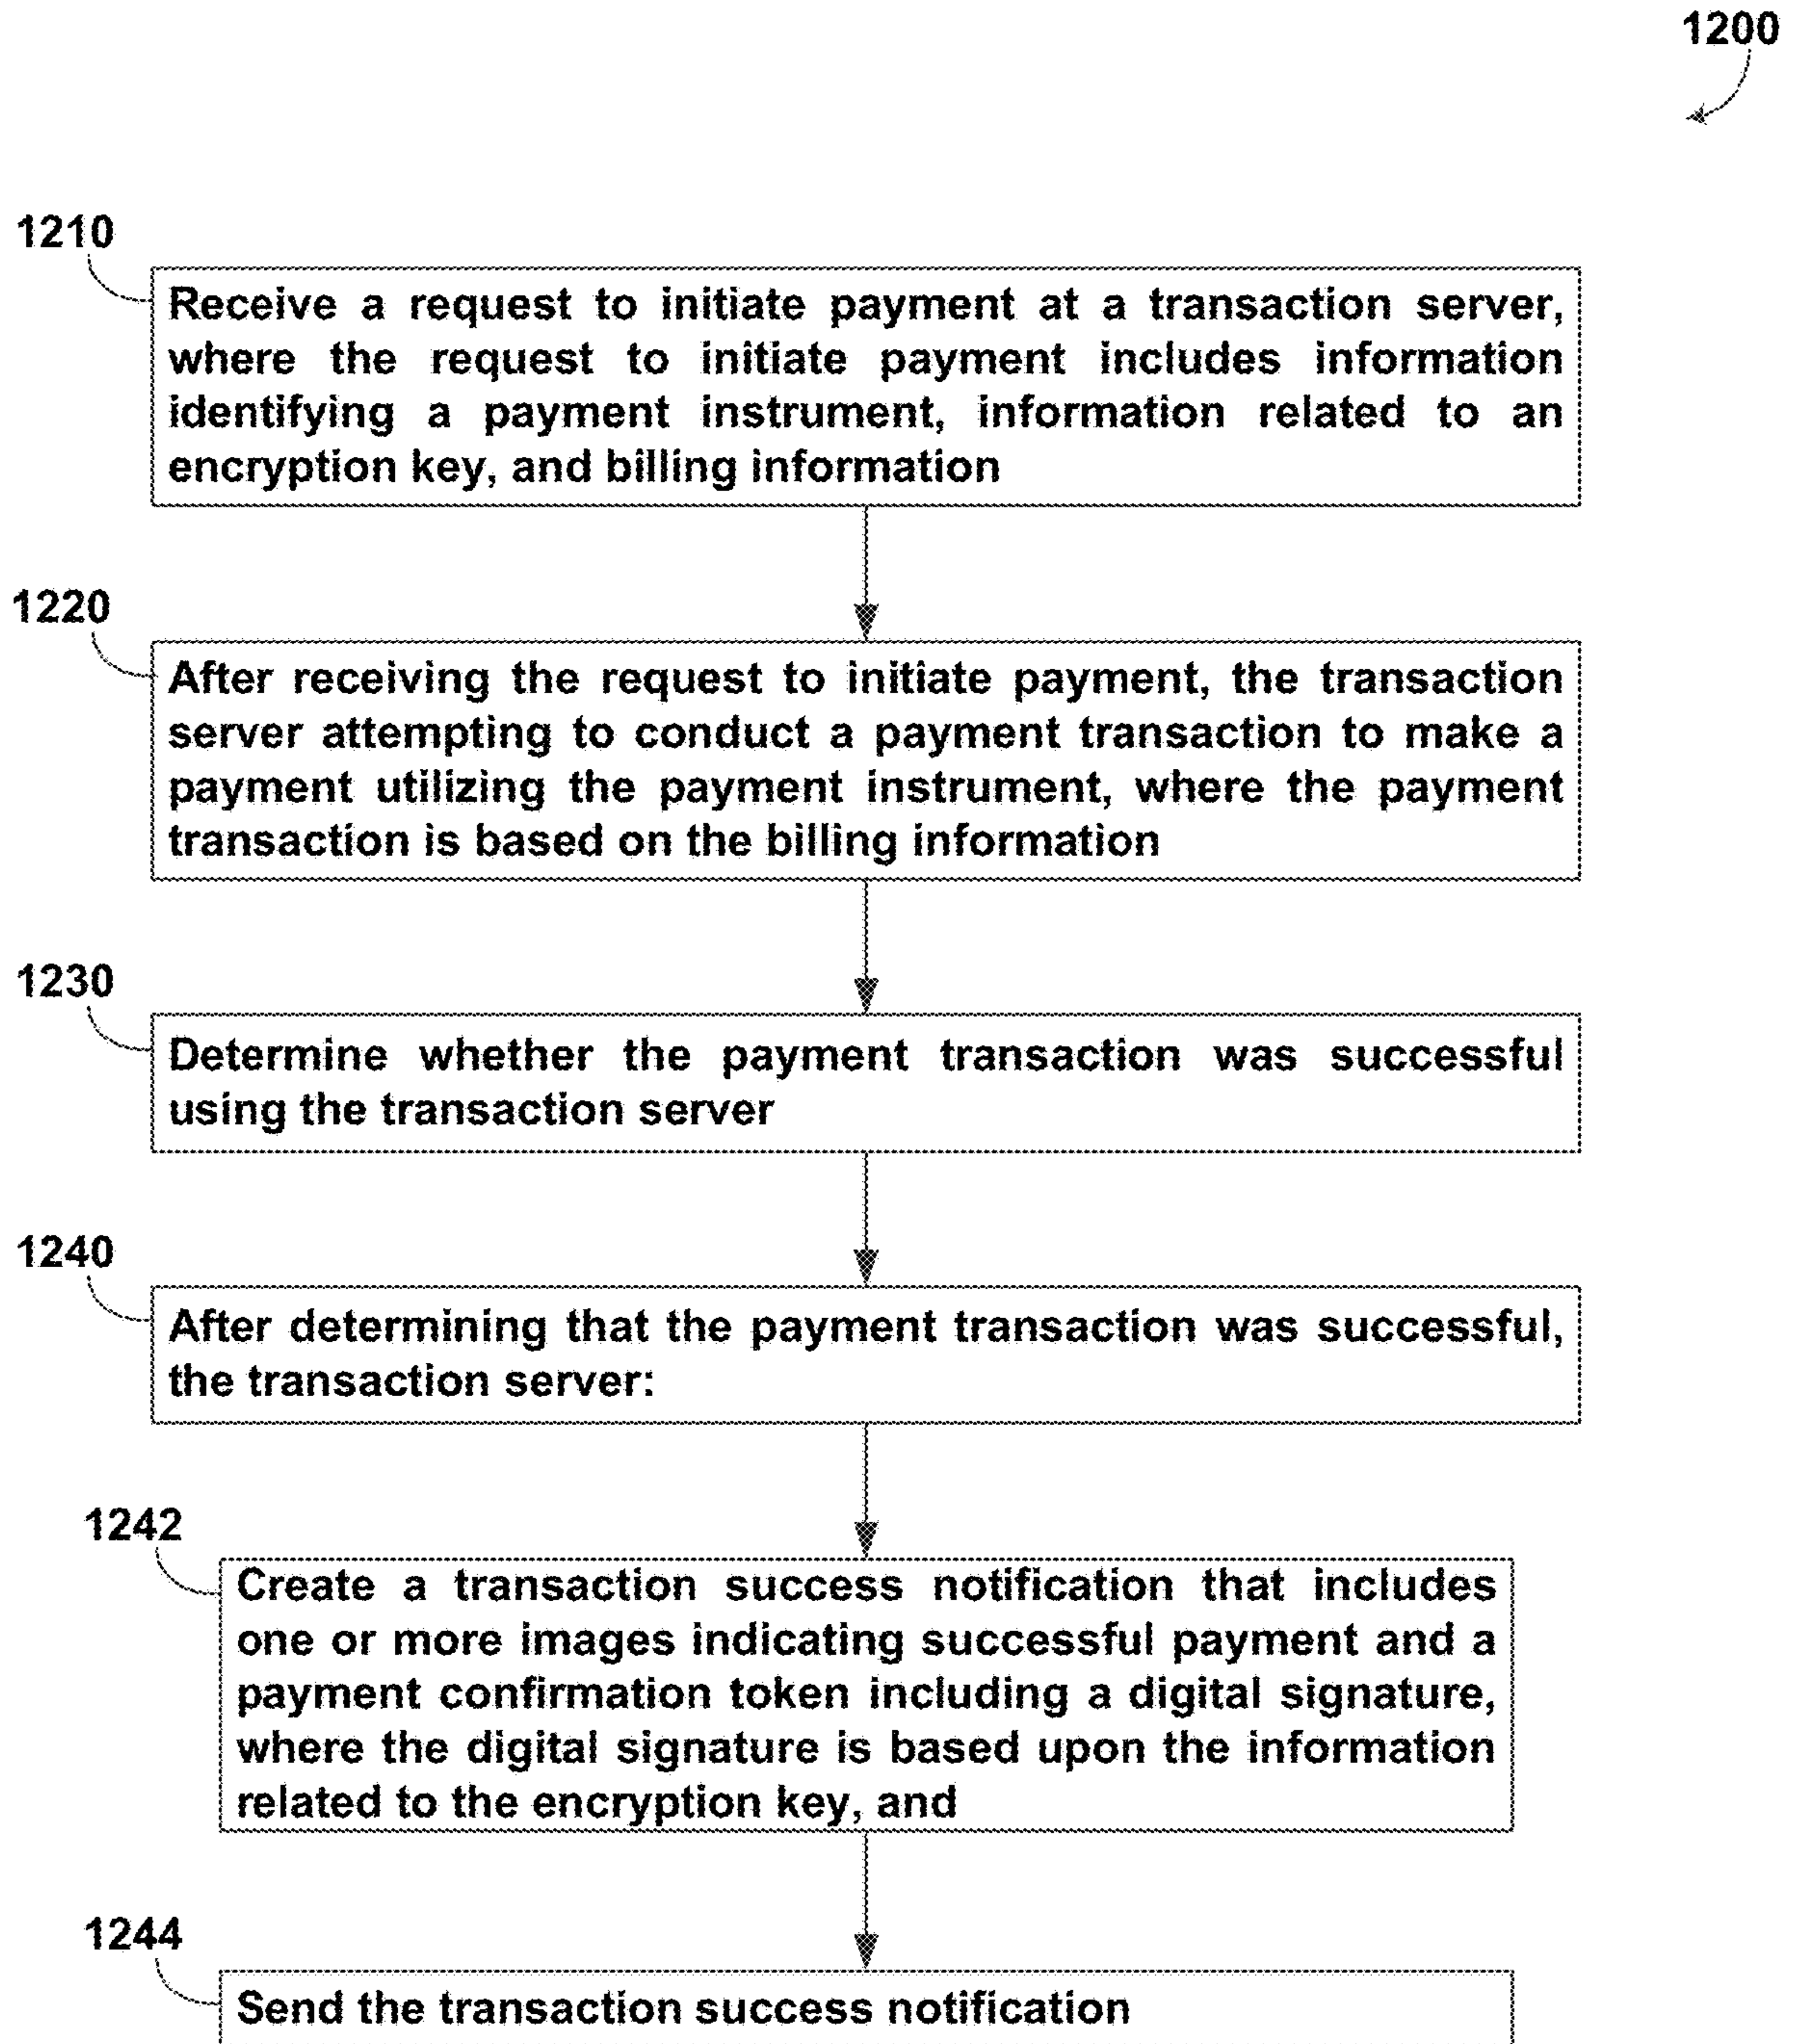 1200
1210
Receive a request to initiate payment at a transaction server,
where the request to initiate payment includes information
identifying a payment instrument, information related to an
encryption key, and billing information
1220
After receiving the request to initiate payment, the transaction
server attempting to conduct a payment transaction to make a
payment utilizing the payment instrument, where the payment
transaction is based on the billing information
1230
Determine whether the payment transaction was successful
using the transaction server
1240
After determining that the payment transaction was successful,
the transaction server:
1242
Create a transaction success notification that includes
one or more images indicating successful payment and a
payment confirmation token including a digital signature,
where the digital signature is based upon the information
related to the encryption key, and
1244
Send the transaction success notification